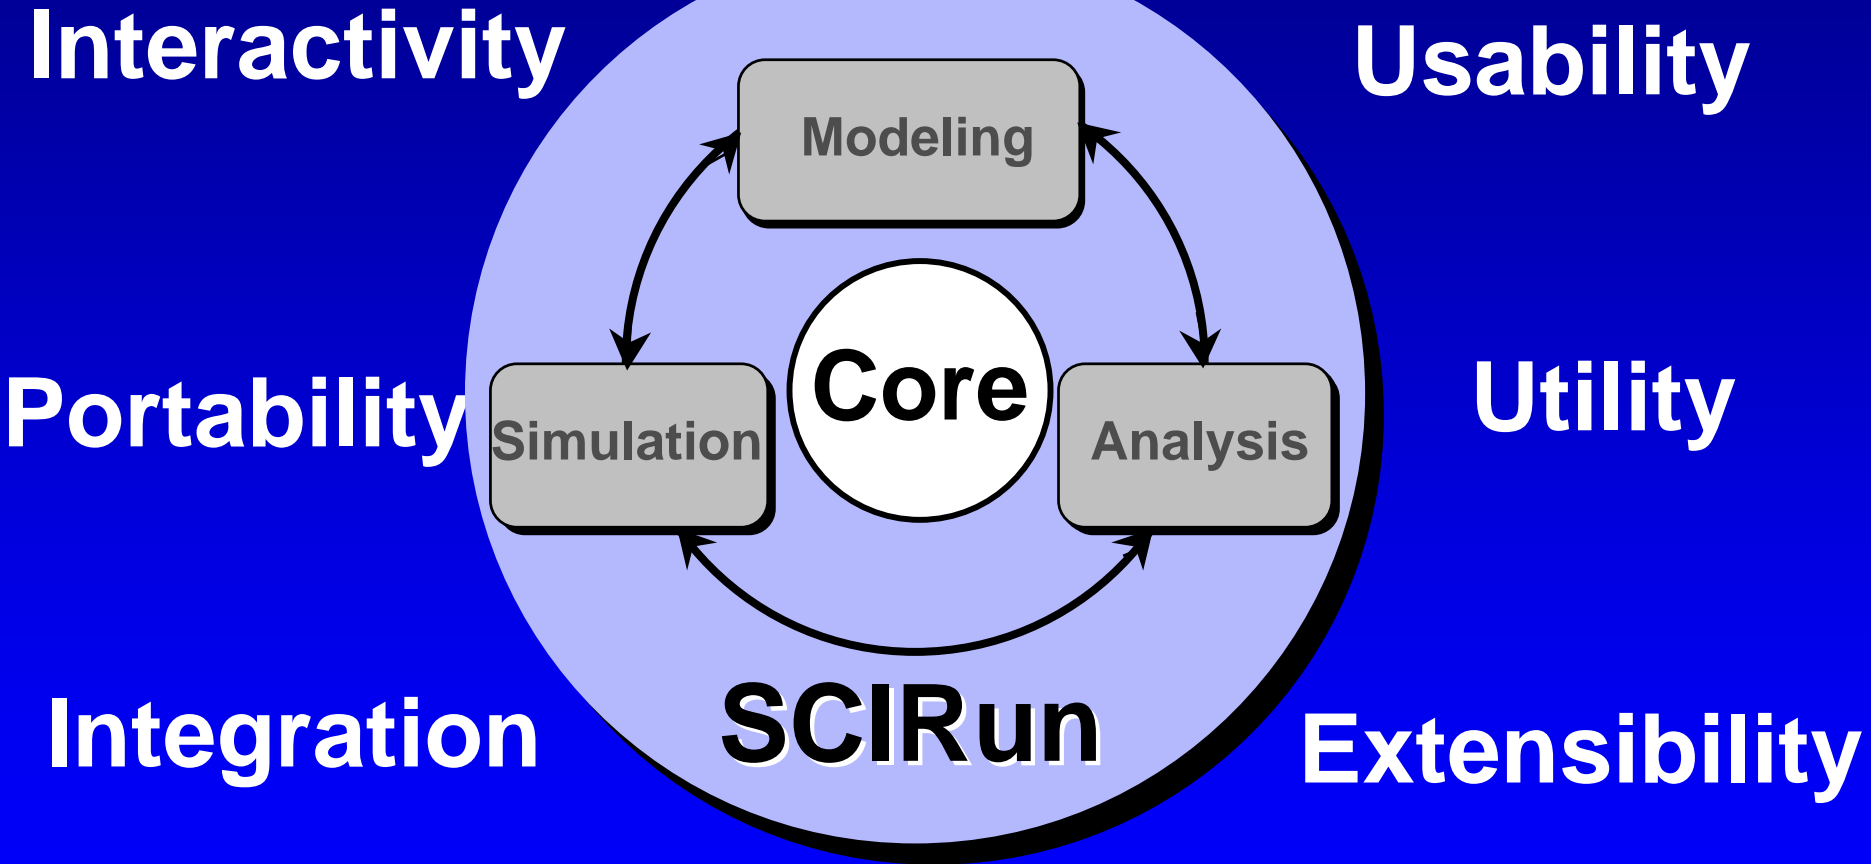 Interactivity
Usability
Modeling
Core
Portability
Simulation
Analysis
Utility
SCIRun
Integration
Extensibility